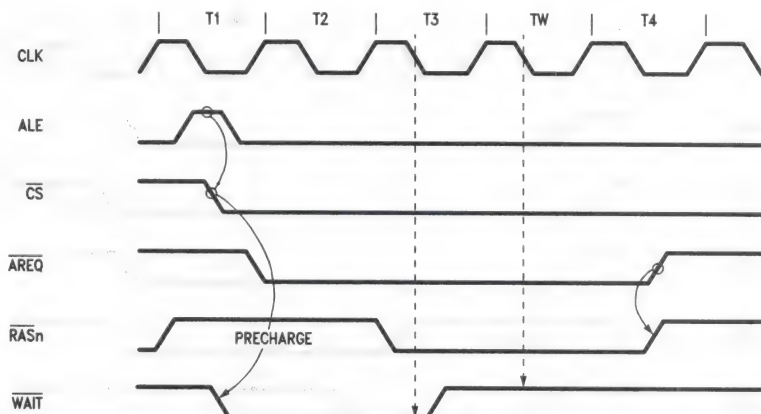 T1 T2 T3 TW T4
CLK
ALE
CS
AREQ
RASn
PRECHARGE
WAIT